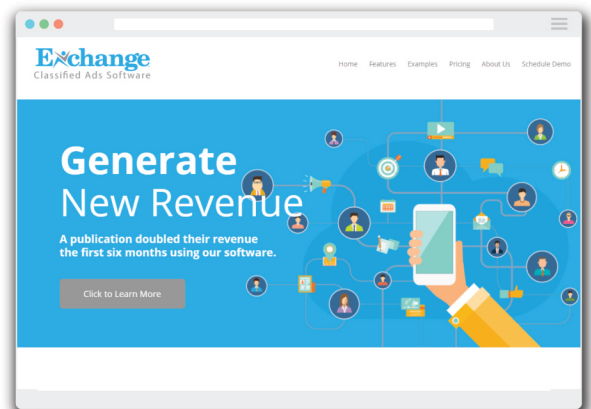 Exchange
Classified Ads Software
Home Features Examples Pricing About Us Schedule Demo
Generate
New Revenue
A publication doubled their revenue
the first six months using our software.
Click to Learn More